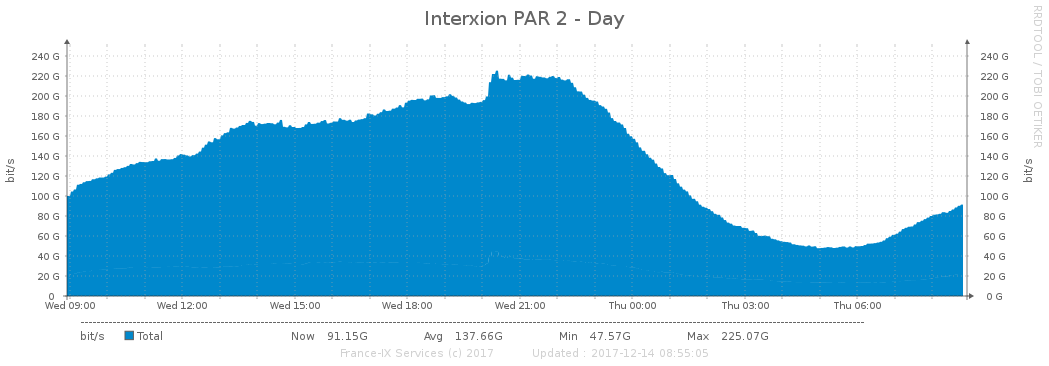 Interxion PAR 2 - Day
RRDTOOL / TOBI OETIKER
bit/s
240 G 240 G
220 G 220 G
200 G 200 G
180 G 180 G
160 G 160 G
140 G 140 G
120 G 120 G
100 G 100 G
80 G 80 G
60 G 60 G
40 G 40 G
20 G 20 G
0 0 G
bit/s
Wed 09:00 Wed 12:00 Wed 15:00 Wed 18:00 Wed 21:00 Thu 00:00 Thu 03:00 Thu 06:00
bit/s Total Now 91.15G Avg 137.66G Min 47.57G Max 225.07G
France-IX Services (c) 2017 Updated : 2017-12-14 08:55:05